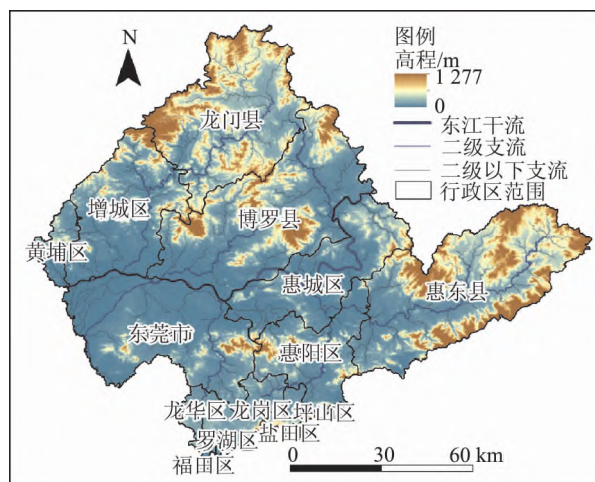 N
图例
高程/m
1 277
0
东江干流
二级支流
二级以下支流
行政区范围
龙门县
增城区
博罗县
黄埔区
惠城区
惠东县
东莞市
惠阳区
龙华区
龙岗区
坪山区
罗湖区
盐田区
福田区
0 30 60 km